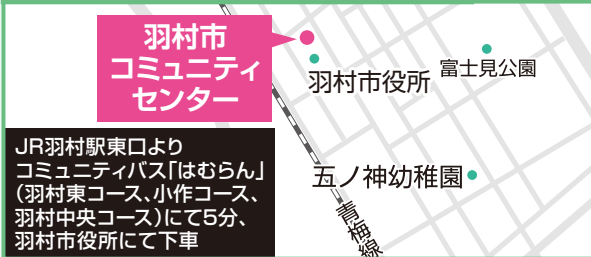 羽村市
コミュニティ
センター
羽村市役所
富士見公園
五ノ神幼稚園
青梅線
JR羽村駅東口より
コミュニティバス「はむらん」
（羽村東コース、小作コース、
羽村中央コース）にて5分、
羽村市役所にて下車